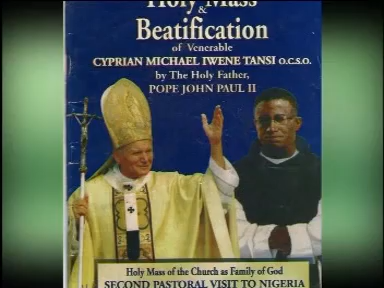 Holy Mass
&
Beatification
of Venerable
CYPRIAN MICHAEL IWENE TANSI O.C.S.O.
by The Holy Father,
POPE JOHN PAUL II
Holy Mass of the Church as Family of God
SECOND PASTORAL VISIT TO NIGERIA